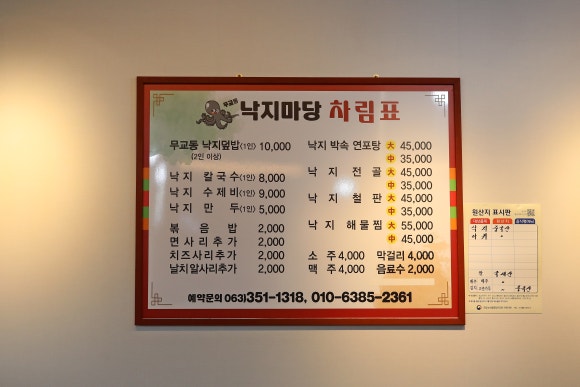 무교동 낙지마당 차림표
무교동 낙지덮밥(1인) 10,000
(2인 이상)
낙지 칼국수(1인) 8,000
낙지 수제비(1인) 9,000
낙지 만두(1인) 5,000
볶음밥 2,000
면사리추가 2,000
치즈사리추가 2,000
날치알사리추가 2,000
낙지 박속 연포탕 大 45,000
中 35,000
낙지 전골 大 45,000
中 35,000
낙지 철판 大 45,000
中 35,000
낙지 해물찜 大 55,000
中 45,000
소주 4,000 막걸리 4,000
맥주 4,000 음료수 2,000
예약문의 063)351-1318, 010-6385-2361
원산지 표시판
낙지
쌀